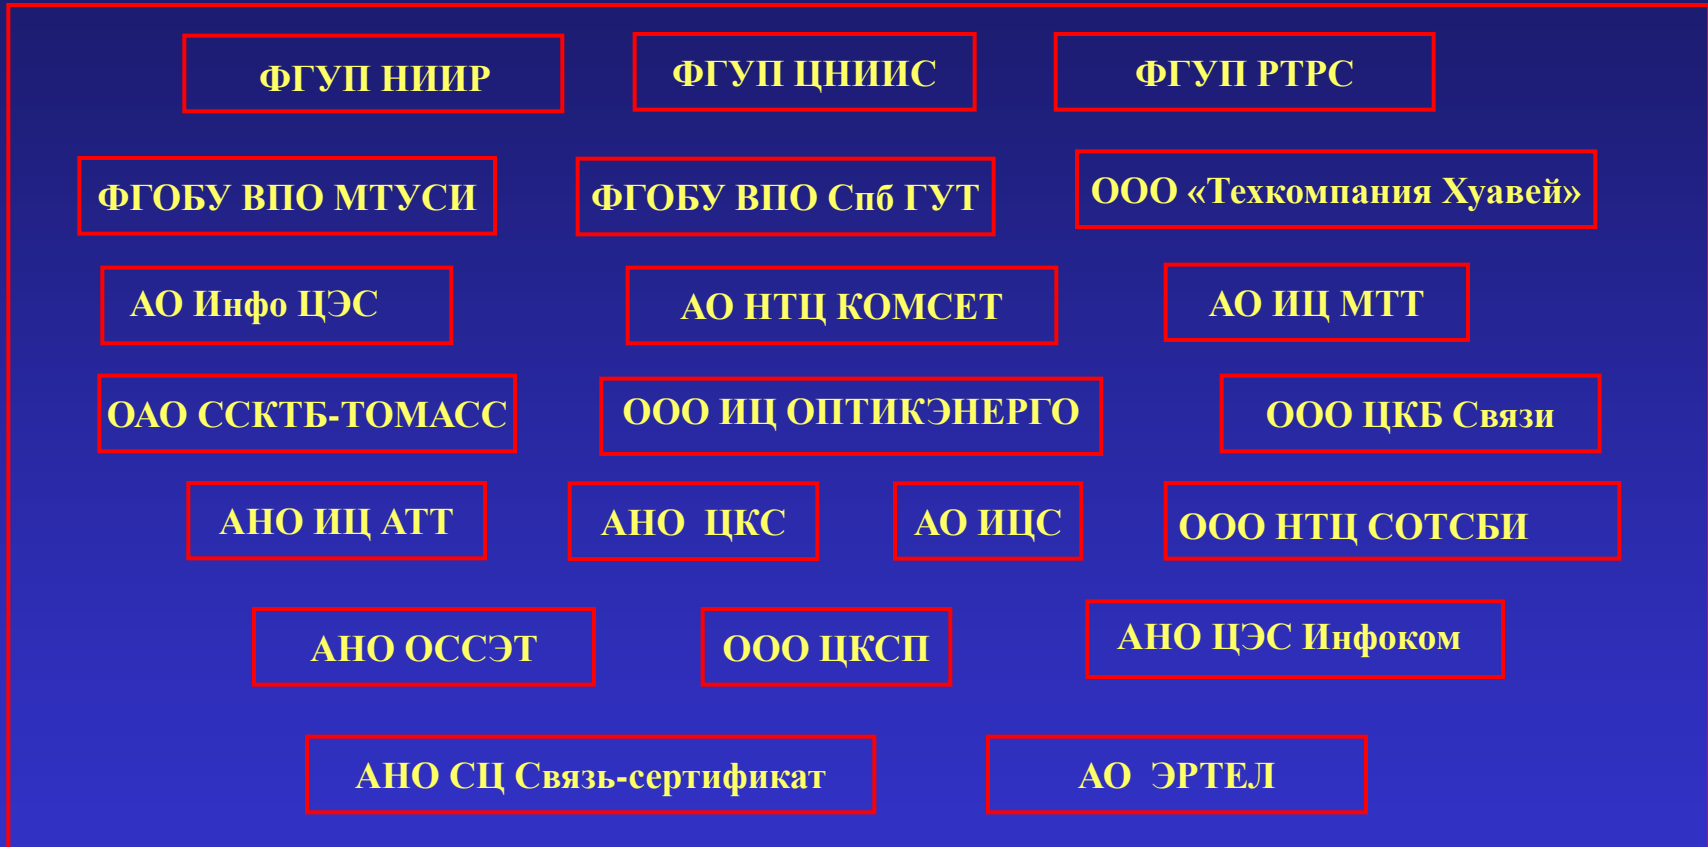 ФГУП НИИР
ФГУП ЦНИИС
ФГУП РТРС
ФГОБУ ВПО МТУСИ
ФГОБУ ВПО Спб ГУТ
ООО «Техкомпания Хуавей»
АО Инфо ЦЭС
АО НТЦ КОМСЕТ
АО ИЦ МТТ
ОАО ССКТБ-ТОМАСС
ООО ИЦ ОПТИКЭНЕРГО
ООО ЦКБ Связи
АНО ИЦ АТТ
АНО ЦКС
АО ИЦС
ООО НТЦ СОТСБИ
АНО ОССЭТ
ООО ЦКСП
АНО ЦЭС Инфоком
АНО СЦ Связь-сертификат
АО ЭРТЕЛ